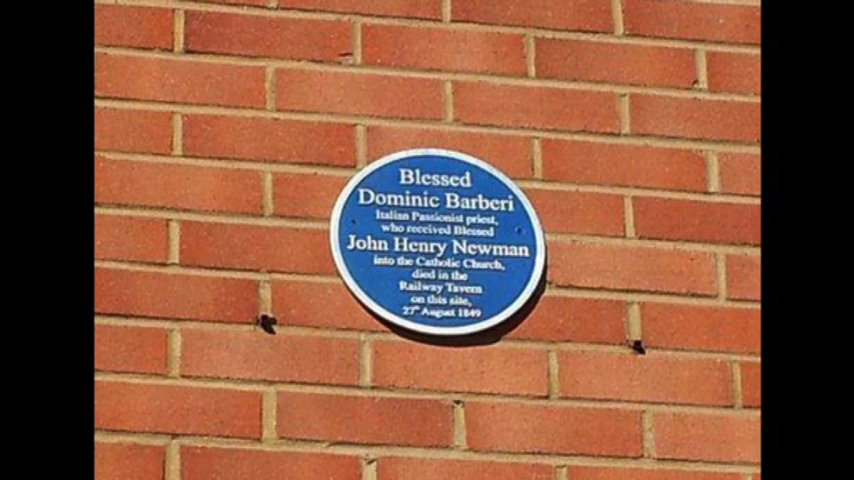 Blessed
Dominic Barberi
Italian Passionist priest,
who received Blessed
John Henry Newman
into the Catholic Church,
died in the
Railway Tavern
on this site,
27th August 1849